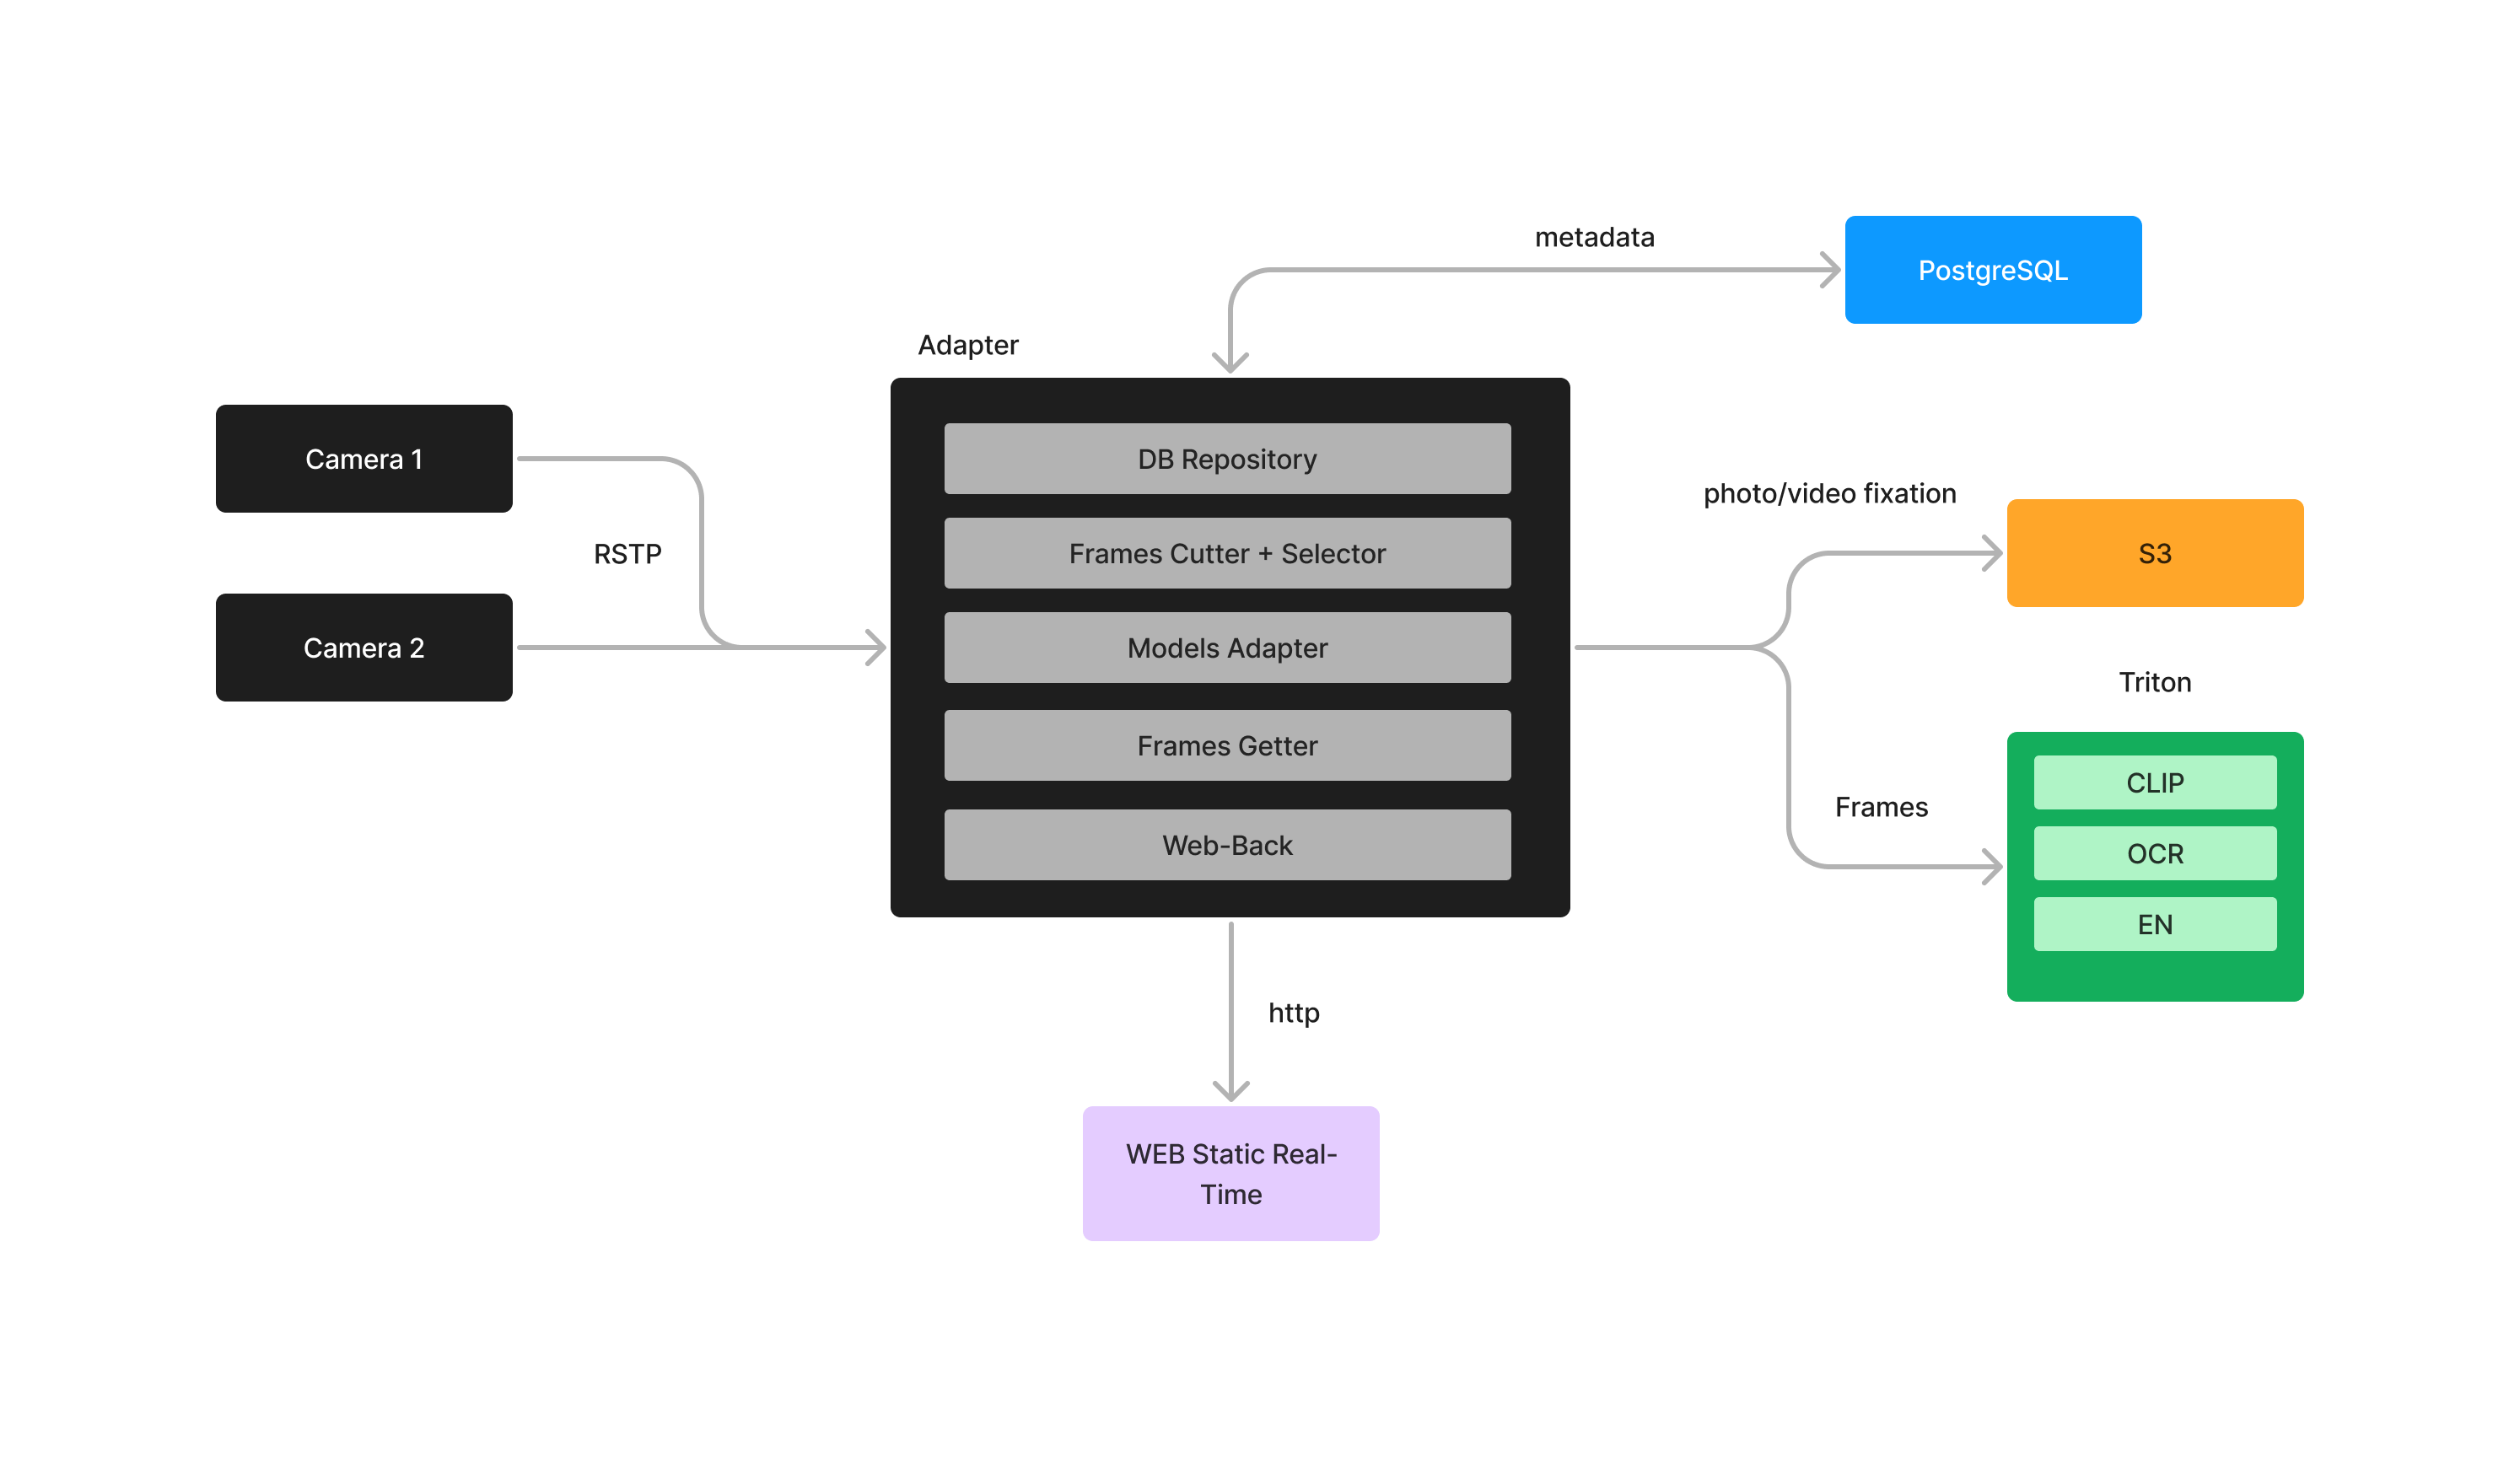 metadata
PostgreSQL
Adapter
Camera 1
RSTP
Camera 2
DB Repository
Frames Cutter + Selector
Models Adapter
Frames Getter
Web-Back
photo/video fixation
S3
Triton
Frames
CLIP
OCR
EN
http
WEB Static Real-
Time